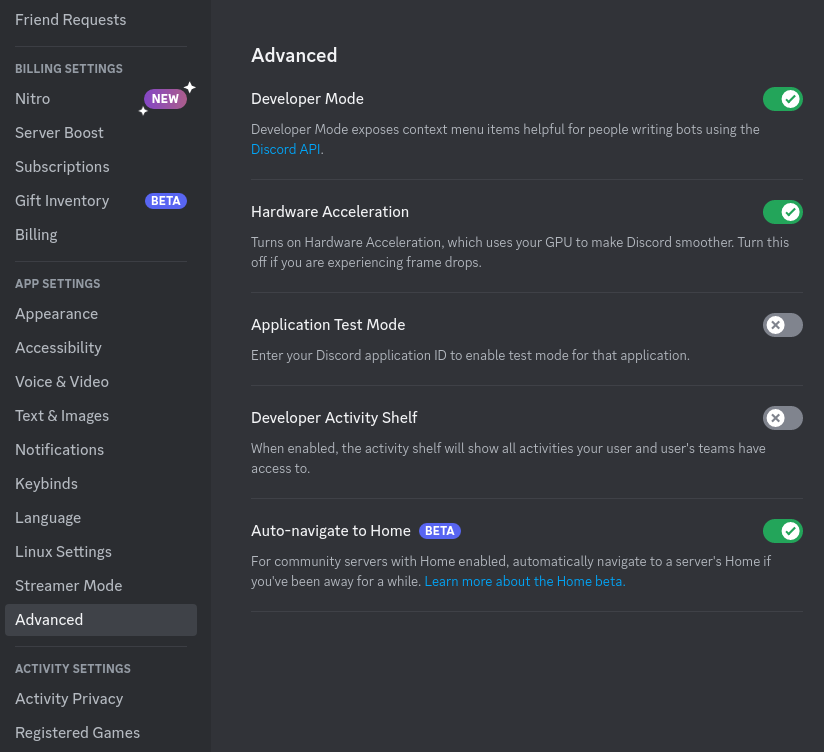 Friend Requests
BILLING SETTINGS
Nitro
NEW
Server Boost
Subscriptions
Gift Inventory
BETA
Billing
APP SETTINGS
Appearance
Accessibility
Voice & Video
Text & Images
Notifications
Keybinds
Language
Linux Settings
Streamer Mode
Advanced
ACTIVITY SETTINGS
Activity Privacy
Registered Games
Advanced
Developer Mode
Developer Mode exposes context menu items helpful for people writing bots using the
Discord API.
Hardware Acceleration
Turns on Hardware Acceleration, which uses your GPU to make Discord smoother. Turn this
off if you are experiencing frame drops.
Application Test Mode
Enter your Discord application ID to enable test mode for that application.
Developer Activity Shelf
When enabled, the activity shelf will show all activities your user and user's teams have
access to.
Auto-navigate to Home BETA
For community servers with Home enabled, automatically navigate to a server's Home if
you've been away for a while. Learn more about the Home beta.